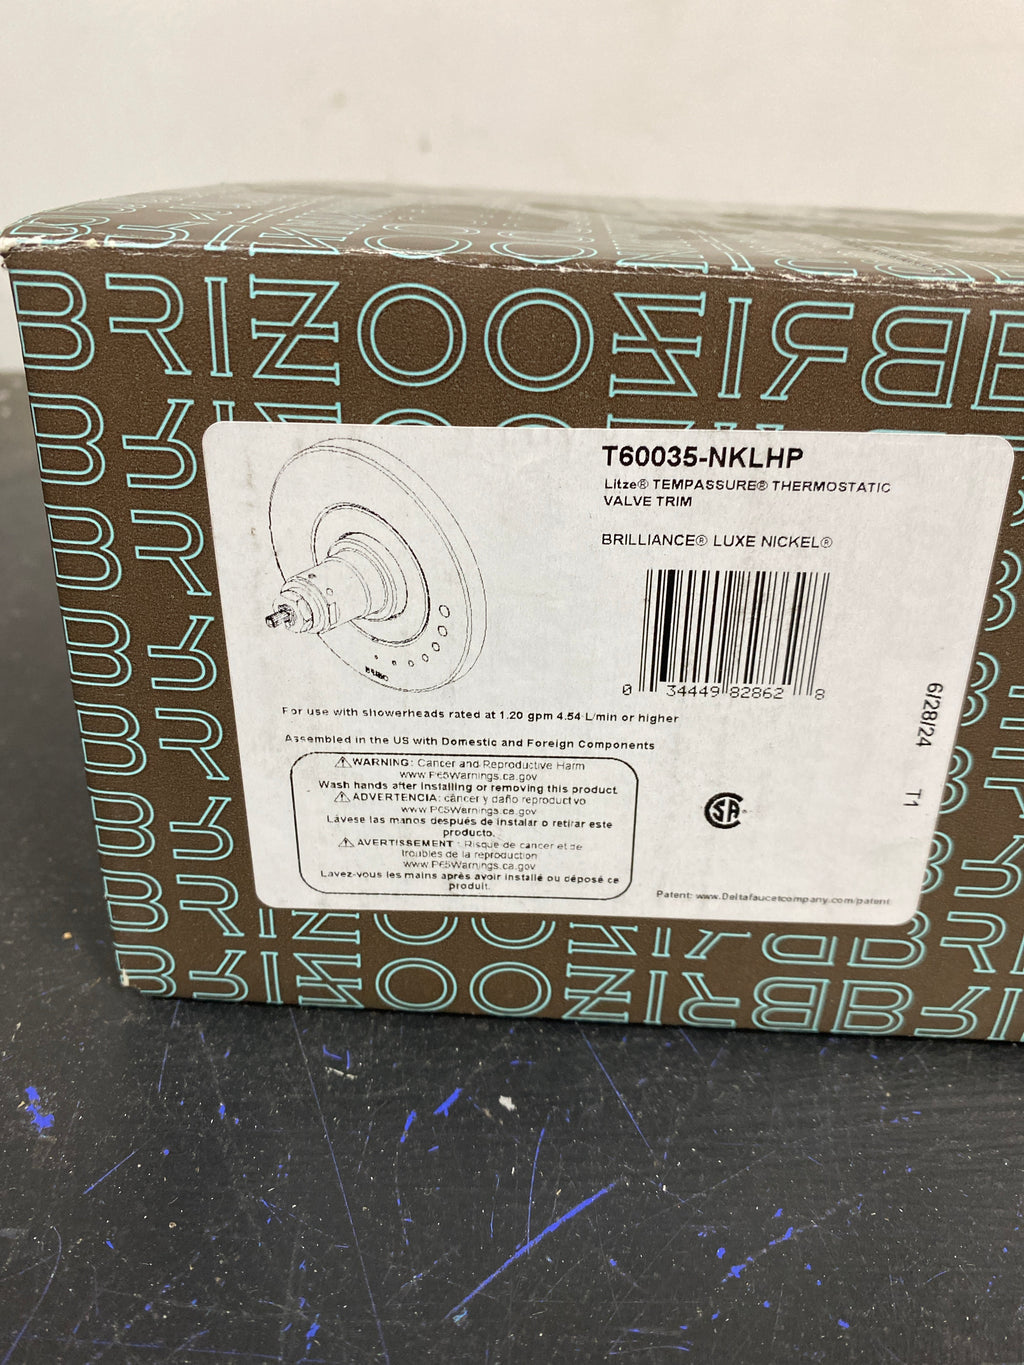 BRIZOOZIRB
T60035-NKLHP
Litze® TEMPASSURE® THERMOSTATIC
VALVE TRIM
BRILLIANCE® LUXE NICKEL®
0 34449 82862 8
For use with showerheads rated at 1.20 gpm 4.54 L/min or higher
Assembled in the US with Domestic and Foreign Components
⚠WARNING: Cancer and Reproductive Harm
www.P65Warnings.ca.gov
Wash hands after installing or removing this product.
⚠ADVERTENCIA: cáncer y daño reproductivo
www.P65Warnings.ca.gov
Lávese las manos después de instalar o retirar este
producto.
⚠AVERTISSEMENT : Risque de cancer et de
troubles de la reproduction
www.P65Warnings.ca.gov
Lavez-vous les mains après avoir installé ou déposé ce
produit.
6/28/24 T1
Patent: www.Deltafaucetcompany.com/patent